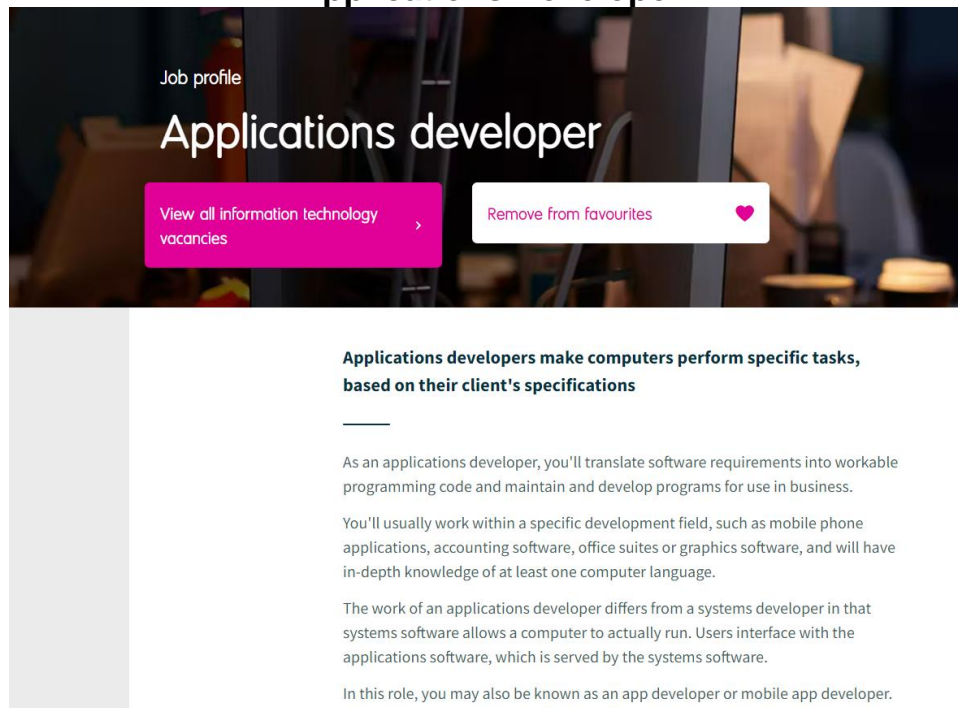 Job profile
Applications developer
View all information technology
vacancies
Remove from favourites
Applications developers make computers perform specific tasks,
based on their client's specifications
As an applications developer, you'll translate software requirements into workable
programming code and maintain and develop programs for use in business.
You'll usually work within a specific development field, such as mobile phone
applications, accounting software, office suites or graphics software, and will have
in-depth knowledge of at least one computer language.
The work of an applications developer differs from a systems developer in that
systems software allows a computer to actually run. Users interface with the
applications software, which is served by the systems software.
In this role, you may also be known as an app developer or mobile app developer.